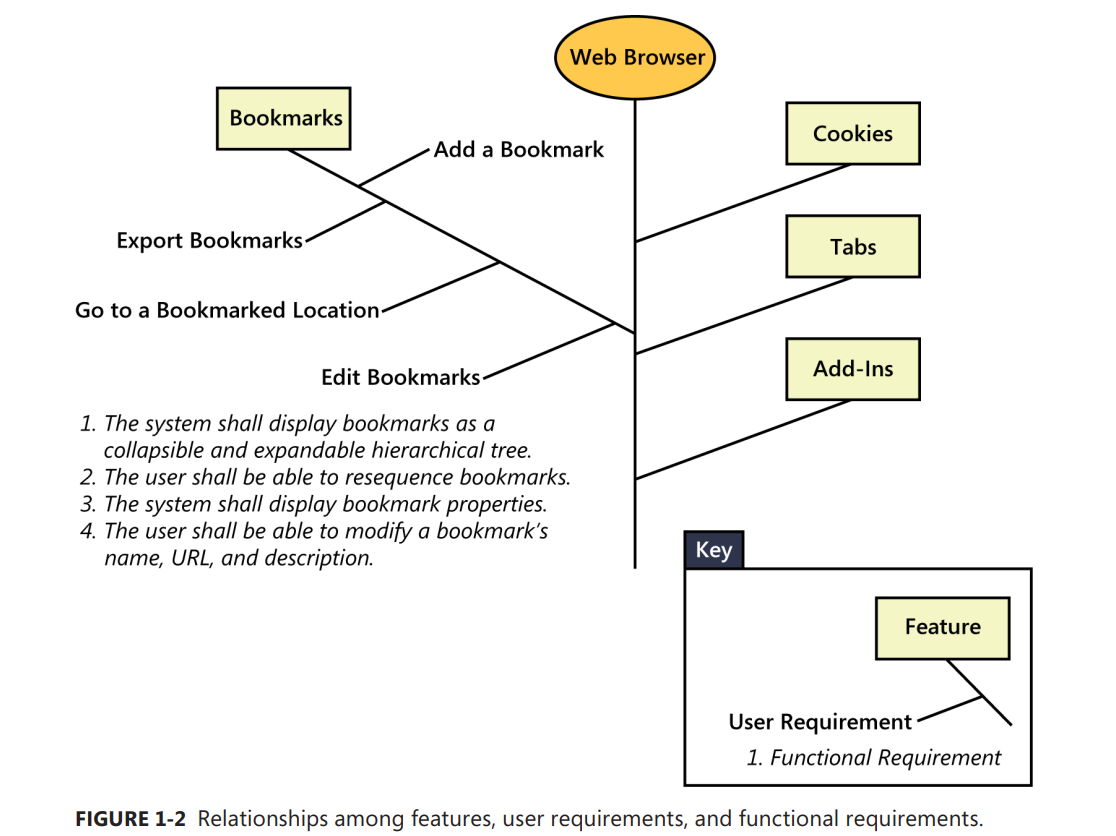 Web Browser
Bookmarks
Add a Bookmark
Export Bookmarks
Go to a Bookmarked Location
Edit Bookmarks
1. The system shall display bookmarks as a
collapsible and expandable hierarchical tree.
2. The user shall be able to resequence bookmarks.
3. The system shall display bookmark properties.
4. The user shall be able to modify a bookmark’s
name, URL, and description.
Cookies
Tabs
Add-Ins
Key
Feature
User Requirement
1. Functional Requirement
FIGURE 1-2 Relationships among features, user requirements, and functional requirements.